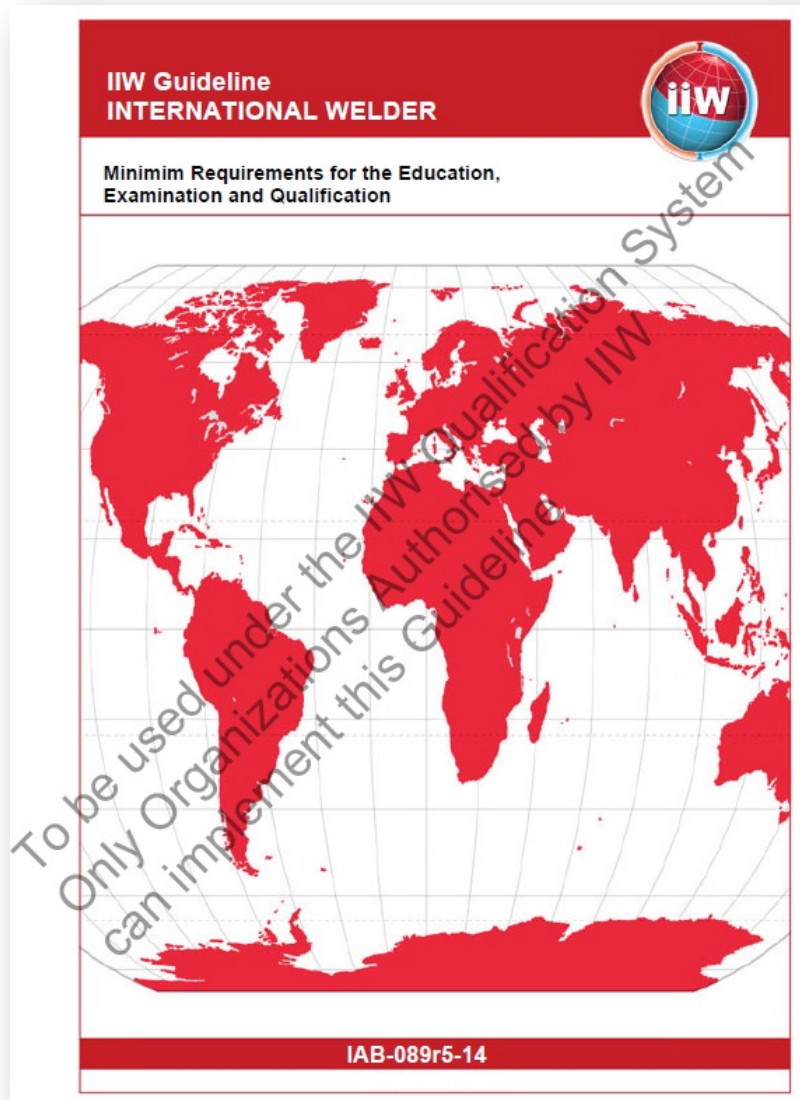 IIW Guideline
INTERNATIONAL WELDER
iiw
Minimim Requirements for the Education,
Examination and Qualification
To be used under the IIW Qualification System
Only Organizations Authorised by IIW
can implement this Guideline
IAB-089r5-14